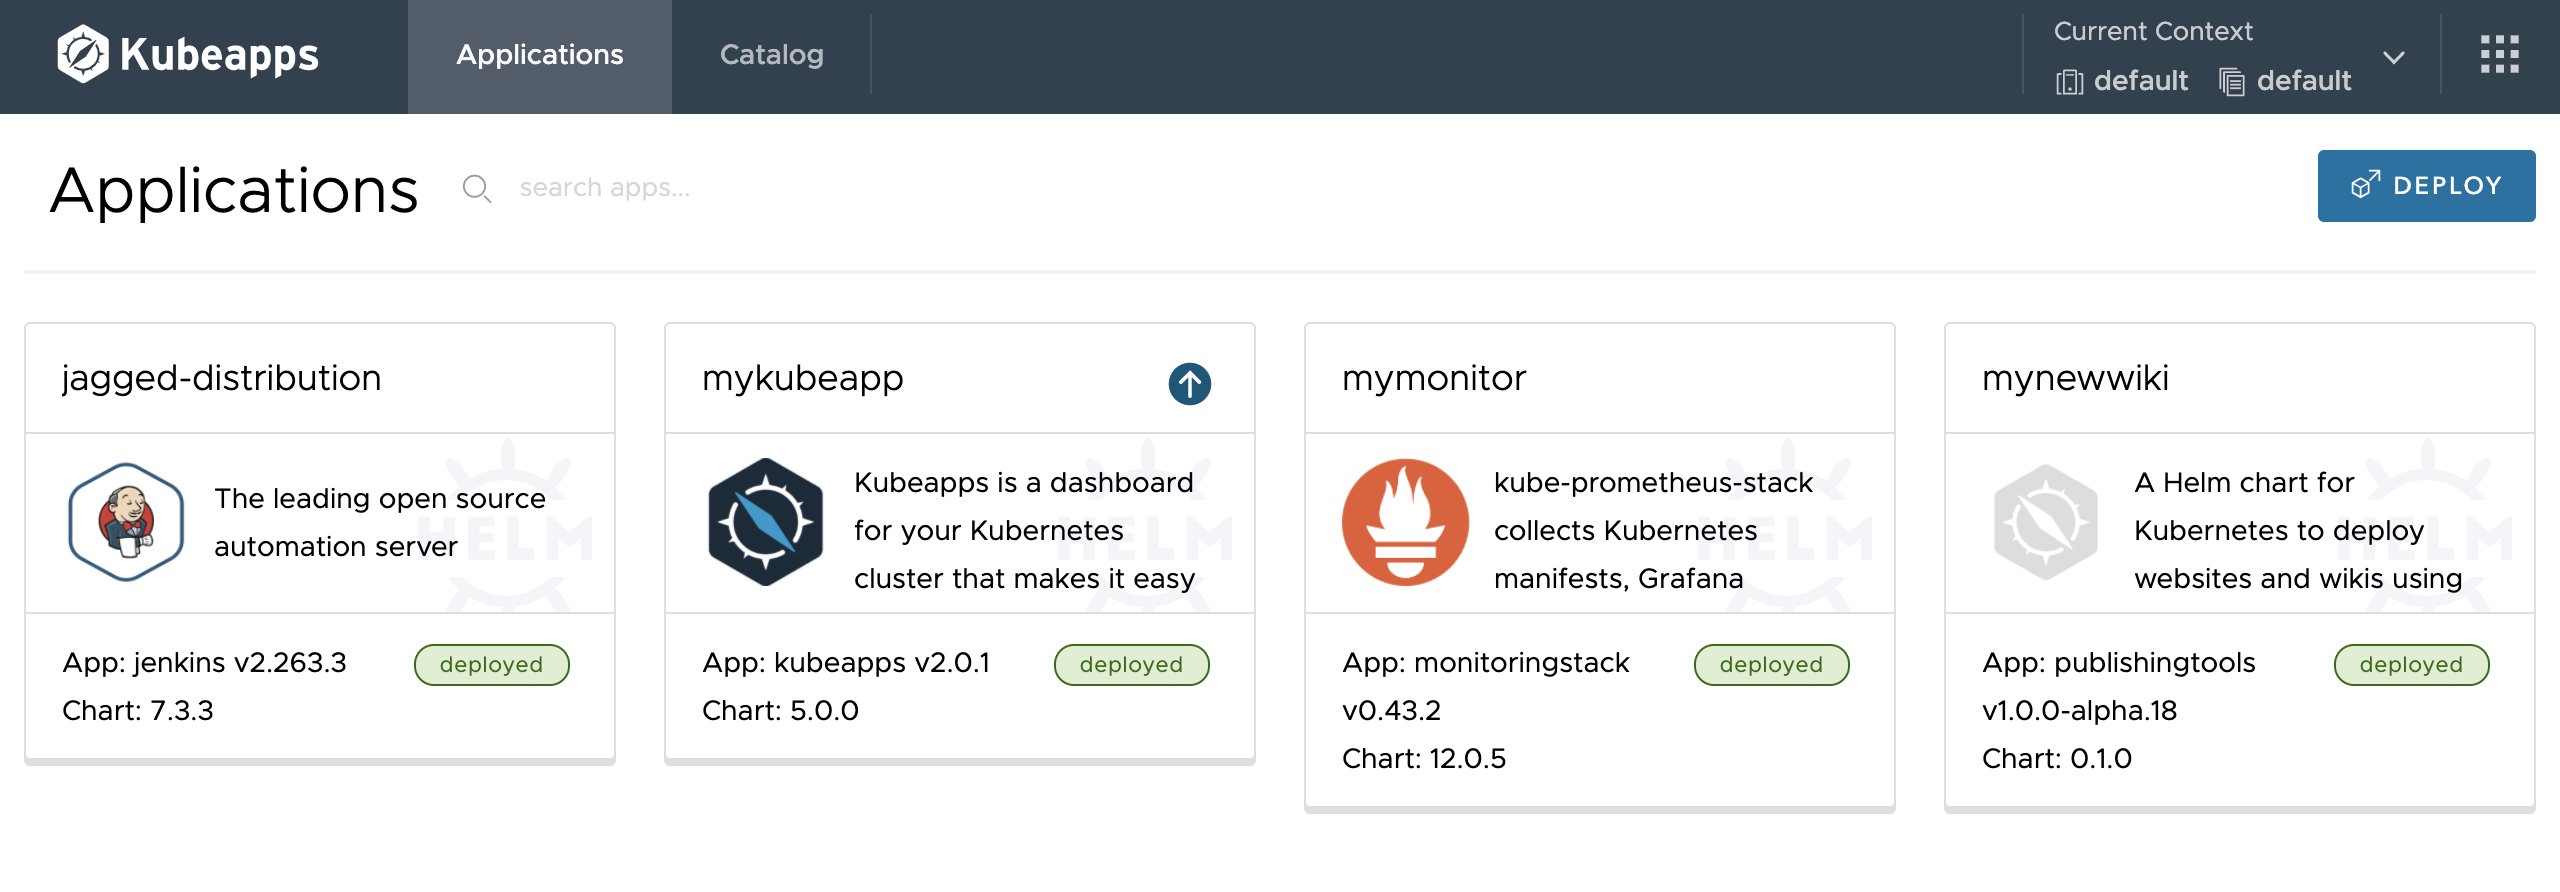 Kubeapps
Applications
Catalog
Current Context
default default
Applications
search apps...
DEPLOY
jagged-distribution
The leading open source
automation server
HELM
App: jenkins v2.263.3
deployed
Chart: 7.3.3
mykubeapp
Kubeapps is a dashboard
for your Kubernetes
cluster that makes it easy
HELM
App: kubeapps v2.0.1
deployed
Chart: 5.0.0
mymonitor
kube-prometheus-stack
collects Kubernetes
manifests, Grafana
HELM
App: monitoringstack
v0.43.2
deployed
Chart: 12.0.5
mynewwiki
A Helm chart for
Kubernetes to deploy
websites and wikis using
HELM
App: publishingtools
v1.0.0-alpha.18
deployed
Chart: 0.1.0